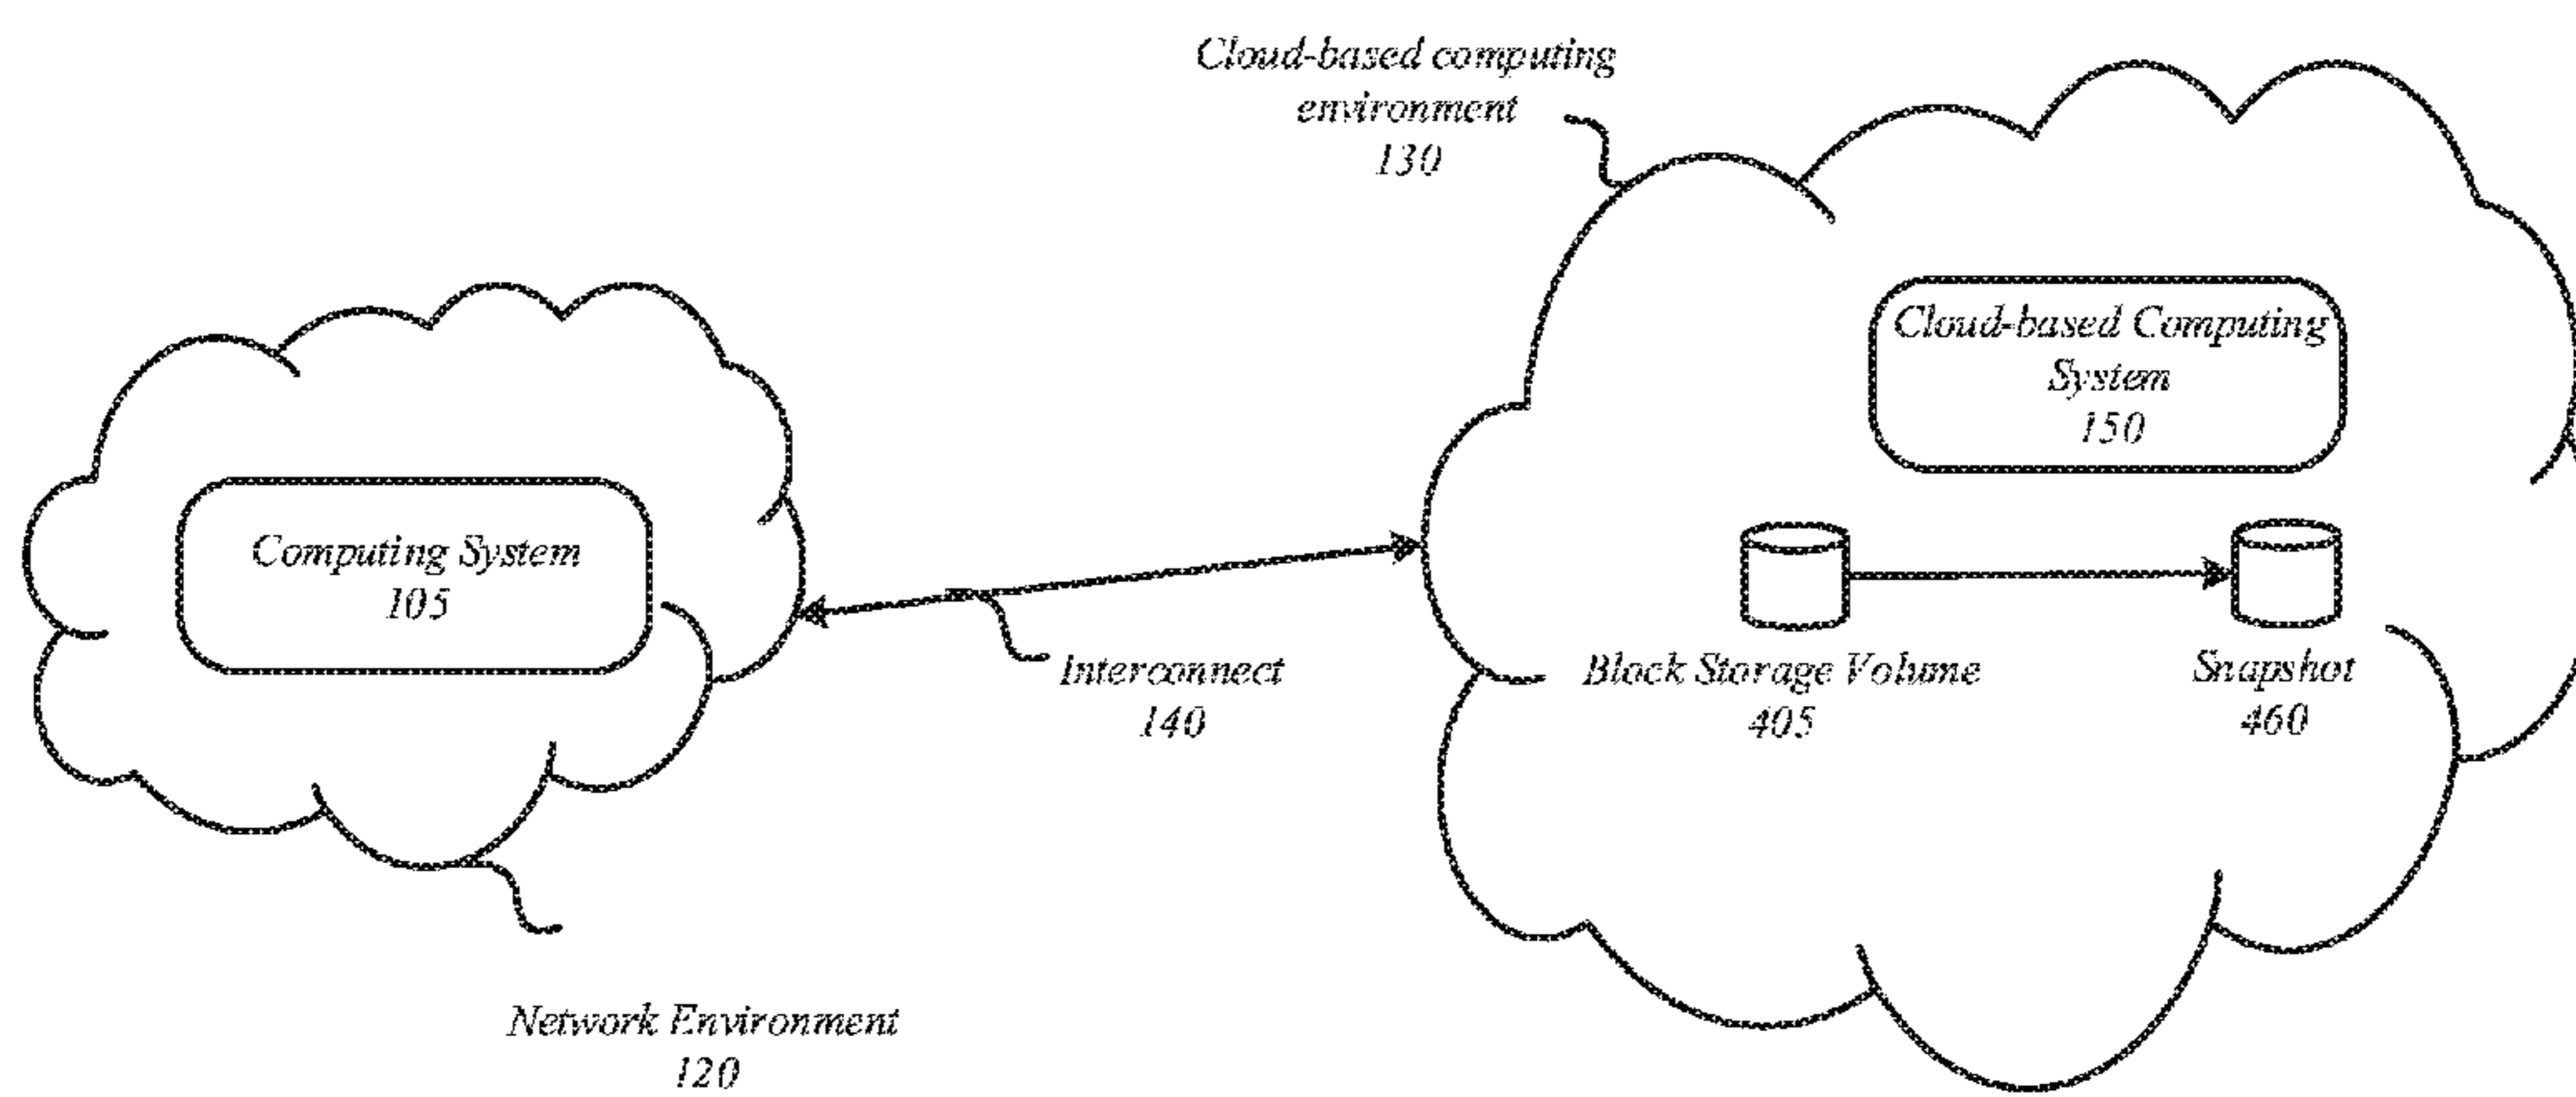 Cloud-based computing
environment
130
Cloud-based Computing
System
150
Computing System
105
Interconnect
140
Block Storage Volume
405
Snapshot
460
Network Environment
120